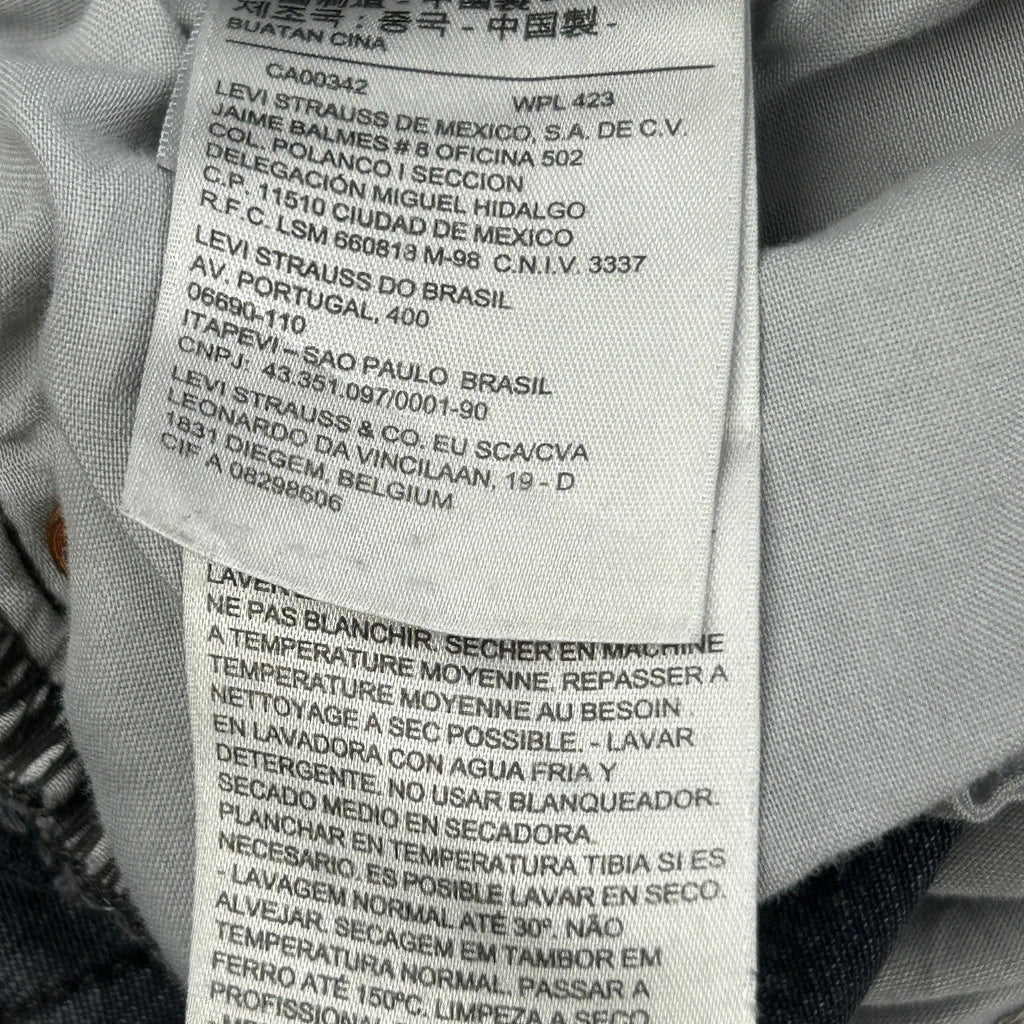 제조국 : 중국 - 中国製 -
BUATAN CINA
CA00342 WPL 423
LEVI STRAUSS DE MEXICO, S.A. DE C.V.
JAIME BALMES # 8 OFICINA 502
COL. POLANCO I SECCION
DELEGACIÓN MIGUEL HIDALGO
C.P. 11510 CIUDAD DE MEXICO
R.F.C. LSM 660818 M-98 C.N.I.V. 3337
LEVI STRAUSS DO BRASIL
AV. PORTUGAL, 400
06690-110
ITAPEVI – SAO PAULO BRASIL
CNPJ: 43.351.097/0001-90
LEVI STRAUSS & CO. EU SCA/CVA
LEONARDO DA VINCILAAN, 19 - D
1831 DIEGEM, BELGIUM
CIF A 08298606
NE PAS BLANCHIR. SECHER EN MACHINE
A TEMPERATURE MOYENNE. REPASSER A
TEMPERATURE MOYENNE AU BESOIN.
NETTOYAGE A SEC POSSIBLE. - LAVAR
EN LAVADORA CON AGUA FRIA Y
DETERGENTE. NO USAR BLANQUEADOR.
SECADO MEDIO EN SECADORA.
PLANCHAR EN TEMPERATURA TIBIA SI ES
NECESARIO. ES POSIBLE LAVAR EN SECO.
- LAVAGEM NORMAL ATÉ 30°. NÃO
ALVEJAR. SECAGEM EM TAMBOR EM
TEMPERATURA NORMAL. PASSAR A
FERRO ATÉ 150ºC. LIMPEZA A SECO
PROFISSIONAL